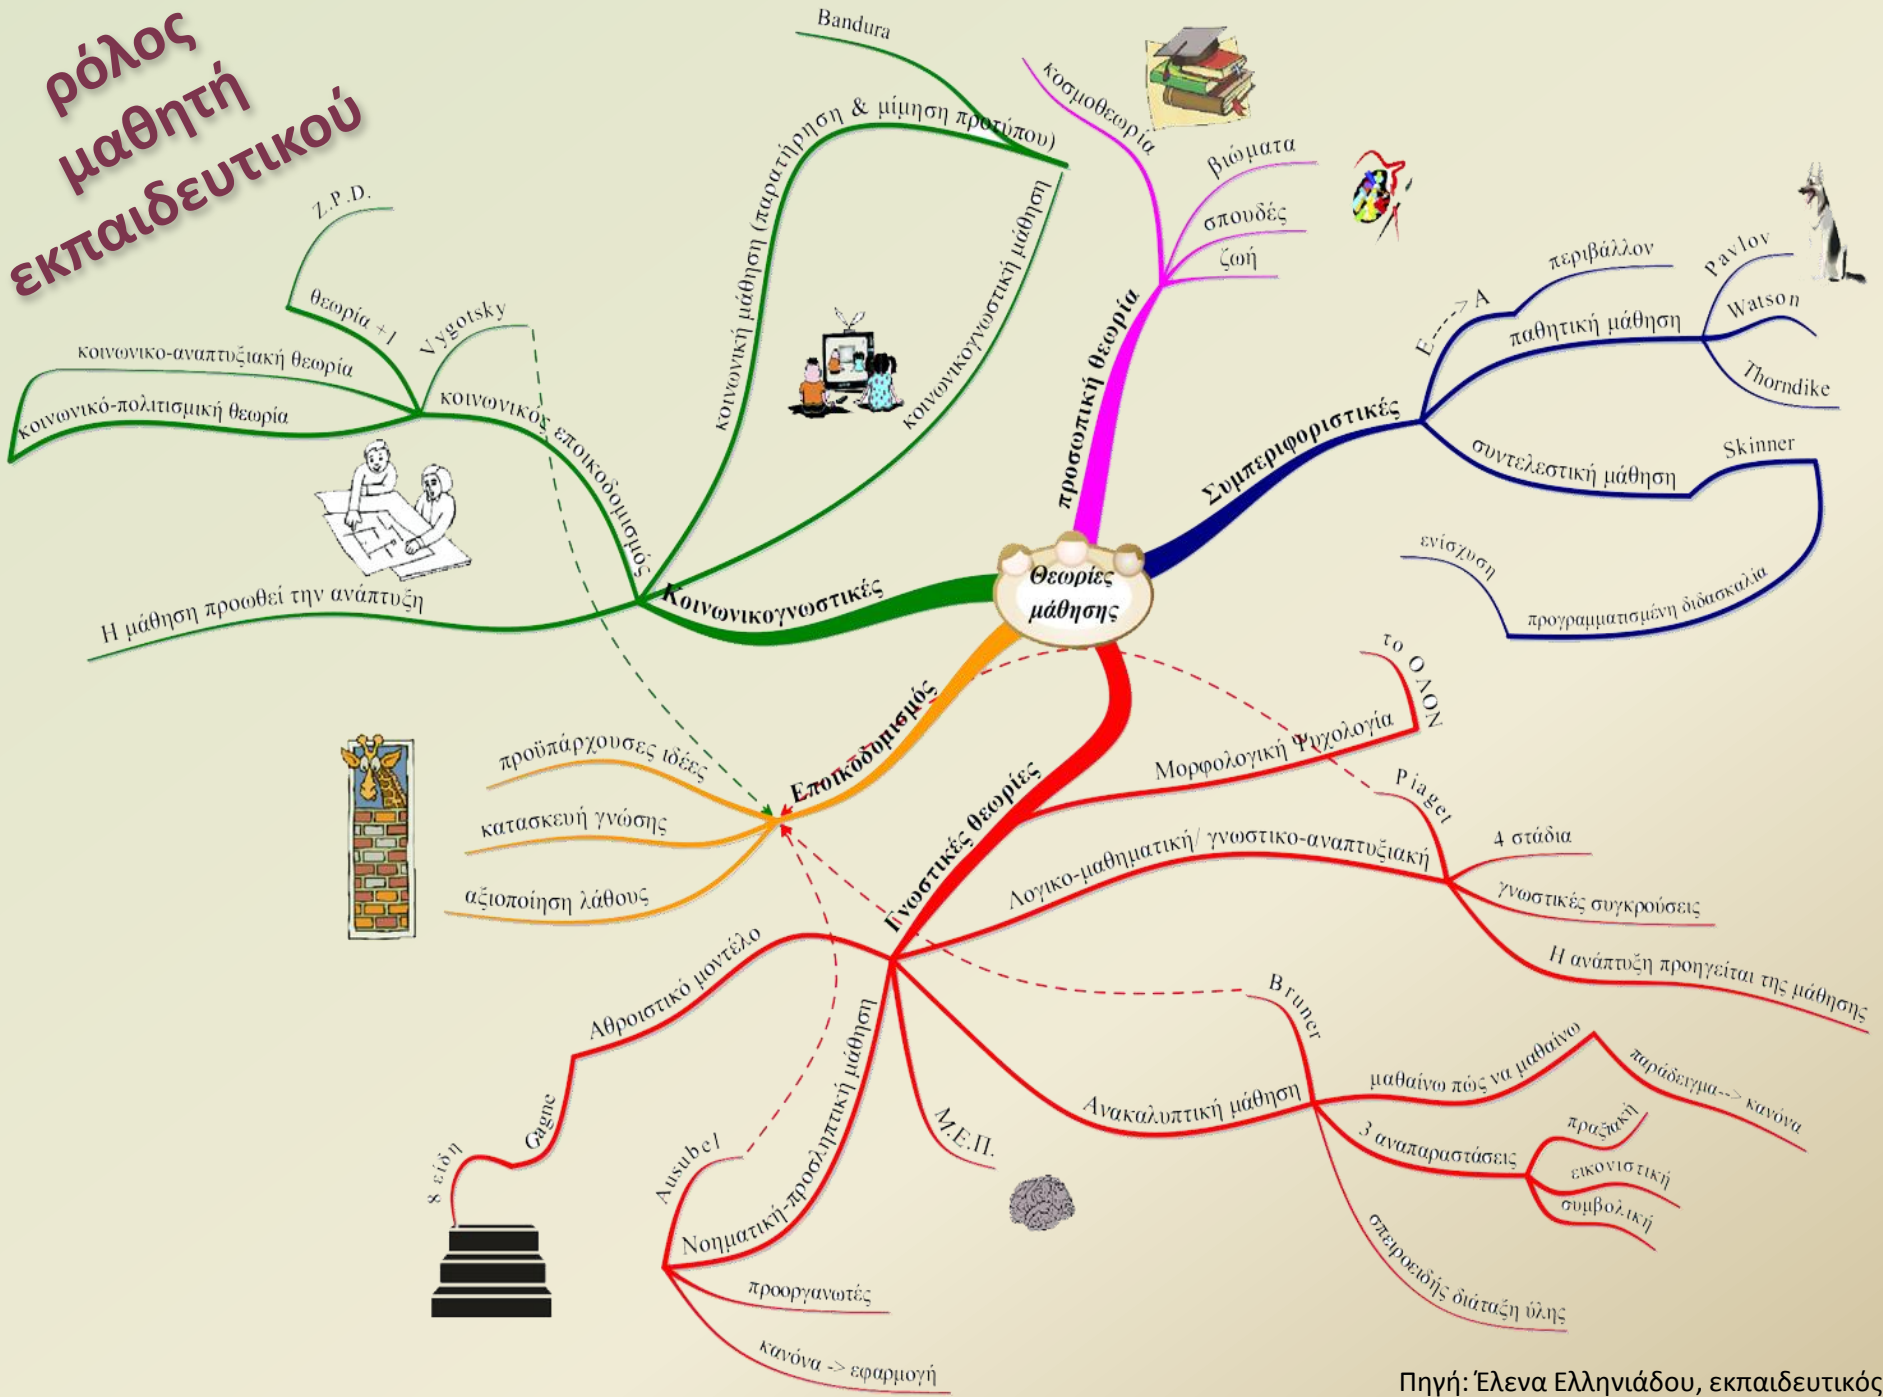 ρόλος
μαθητή
εκπαιδευτικού
Θεωρίες
μάθησης
προσωπική θεωρία
κοσμοθεωρία
βιώματα
σπουδές
ζωή
Συμπεριφοριστικές
Ε----> Α
περιβάλλον
παθητική μάθηση
Pavlov
Watson
Thorndike
συντελεστική μάθηση
Skinner
προγραμματισμένη διδασκαλία
ενίσχυση
Γνωστικές θεωρίες
Μορφολογική Ψυχολογία
το ΟΛΟΝ
Λογικο-μαθηματική/ γνωστικο-αναπτυξιακή
Piaget
4 στάδια
γνωστικές συγκρούσεις
Η ανάπτυξη προηγείται της μάθησης
Ανακαλυπτική μάθηση
Bruner
μαθαίνω πώς να μαθαίνω
παράδειγμα--> κανόνα
3 αναπαραστάσεις
πραξιακή
εικονιστική
συμβολική
σπειροειδής διάταξη ύλης
Μ.Ε.Π.
Νοηματική-προσληπτική μάθηση
Ausubel
προοργανωτές
κανόνα -> εφαρμογή
Αθροιστικό μοντέλο
Gagne
8 είδη
Εποικοδομισμός
προϋπάρχουσες ιδέες
κατασκευή γνώσης
αξιοποίηση λάθους
Κοινωνικογνωστικές
κοινωνική μάθηση (παρατήρηση & μίμηση προτύπου)
Bandura
κοινωνικογνωστική μάθηση
κοινωνικός εποικοδομισμός
Vygotsky
θεωρία +1
Z.P.D.
κοινωνικο-αναπτυξιακή θεωρία
κοινωνικό-πολιτισμική θεωρία
Η μάθηση προωθεί την ανάπτυξη
Πηγή: Έλενα Ελληνιάδου, εκπαιδευτικός